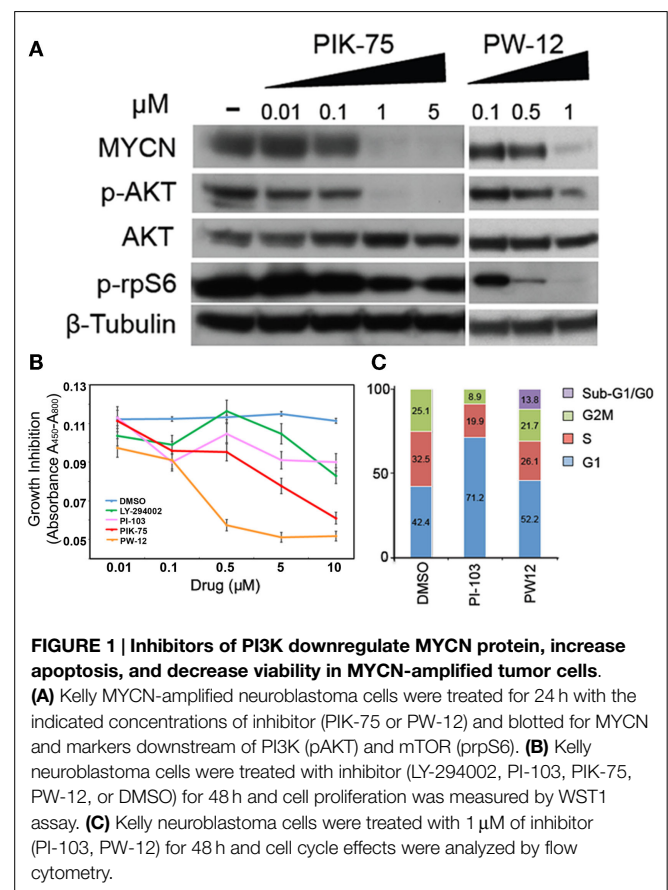 A
PIK-75 PW-12
µM – 0.01 0.1 1 5 0.1 0.5 1
MYCN
p-AKT
AKT
p-rpS6
β-Tubulin
B
0.13
0.11
0.09
0.07
0.05
Growth Inhibition
(Absorbance A450-A800)
DMSO
LY-294002
PI-103
PIK-75
PW-12
0.01 0.1 0.5 5 10
Drug (µM)
C
100
50
0
25.1
32.5
42.4
8.9
19.9
71.2
13.8
21.7
26.1
52.2
DMSO
PI-103
PW12
Sub-G1/G0
G2M
S
G1
FIGURE 1 | Inhibitors of PI3K downregulate MYCN protein, increase
apoptosis, and decrease viability in MYCN-amplified tumor cells.
(A) Kelly MYCN-amplified neuroblastoma cells were treated for 24 h with the
indicated concentrations of inhibitor (PIK-75 or PW-12) and blotted for MYCN
and markers downstream of PI3K (pAKT) and mTOR (prpS6). (B) Kelly
neuroblastoma cells were treated with inhibitor (LY-294002, PI-103, PIK-75,
PW-12, or DMSO) for 48 h and cell proliferation was measured by WST1
assay. (C) Kelly neuroblastoma cells were treated with 1 µM of inhibitor
(PI-103, PW-12) for 48 h and cell cycle effects were analyzed by flow
cytometry.